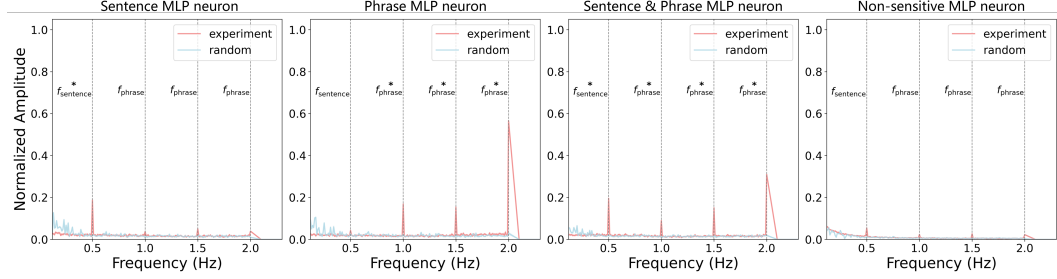 Sentence MLP neuron
Normalized Amplitude
1.0
0.8
0.6
0.4
0.2
0.0
experiment
random
* * * *
f_sentence f_phrase f_phrase f_phrase
0.5 1.0 1.5 2.0
Frequency (Hz)
Phrase MLP neuron
1.0
0.8
0.6
0.4
0.2
0.0
experiment
random
* * *
f_sentence f_phrase f_phrase f_phrase
0.5 1.0 1.5 2.0
Frequency (Hz)
Sentence & Phrase MLP neuron
1.0
0.8
0.6
0.4
0.2
0.0
experiment
random
* * * *
f_sentence f_phrase f_phrase f_phrase
0.5 1.0 1.5 2.0
Frequency (Hz)
Non-sensitive MLP neuron
1.0
0.8
0.6
0.4
0.2
0.0
experiment
random
f_sentence f_phrase f_phrase f_phrase
0.5 1.0 1.5 2.0
Frequency (Hz)